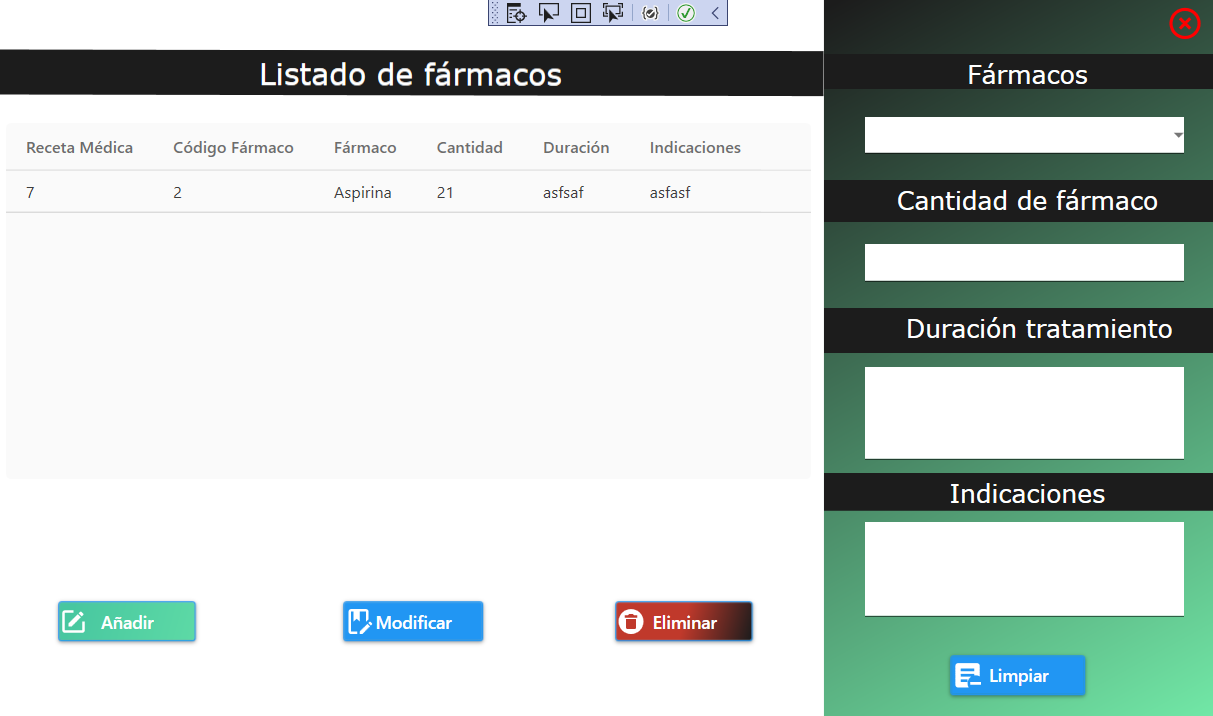 Listado de fármacos
Receta Médica Código Fármaco Fármaco Cantidad Duración Indicaciones
7 2 Aspirina 21 asfsaf asfasf
Añadir Modificar Eliminar
Fármacos
Cantidad de fármaco
Duración tratamiento
Indicaciones
Limpiar